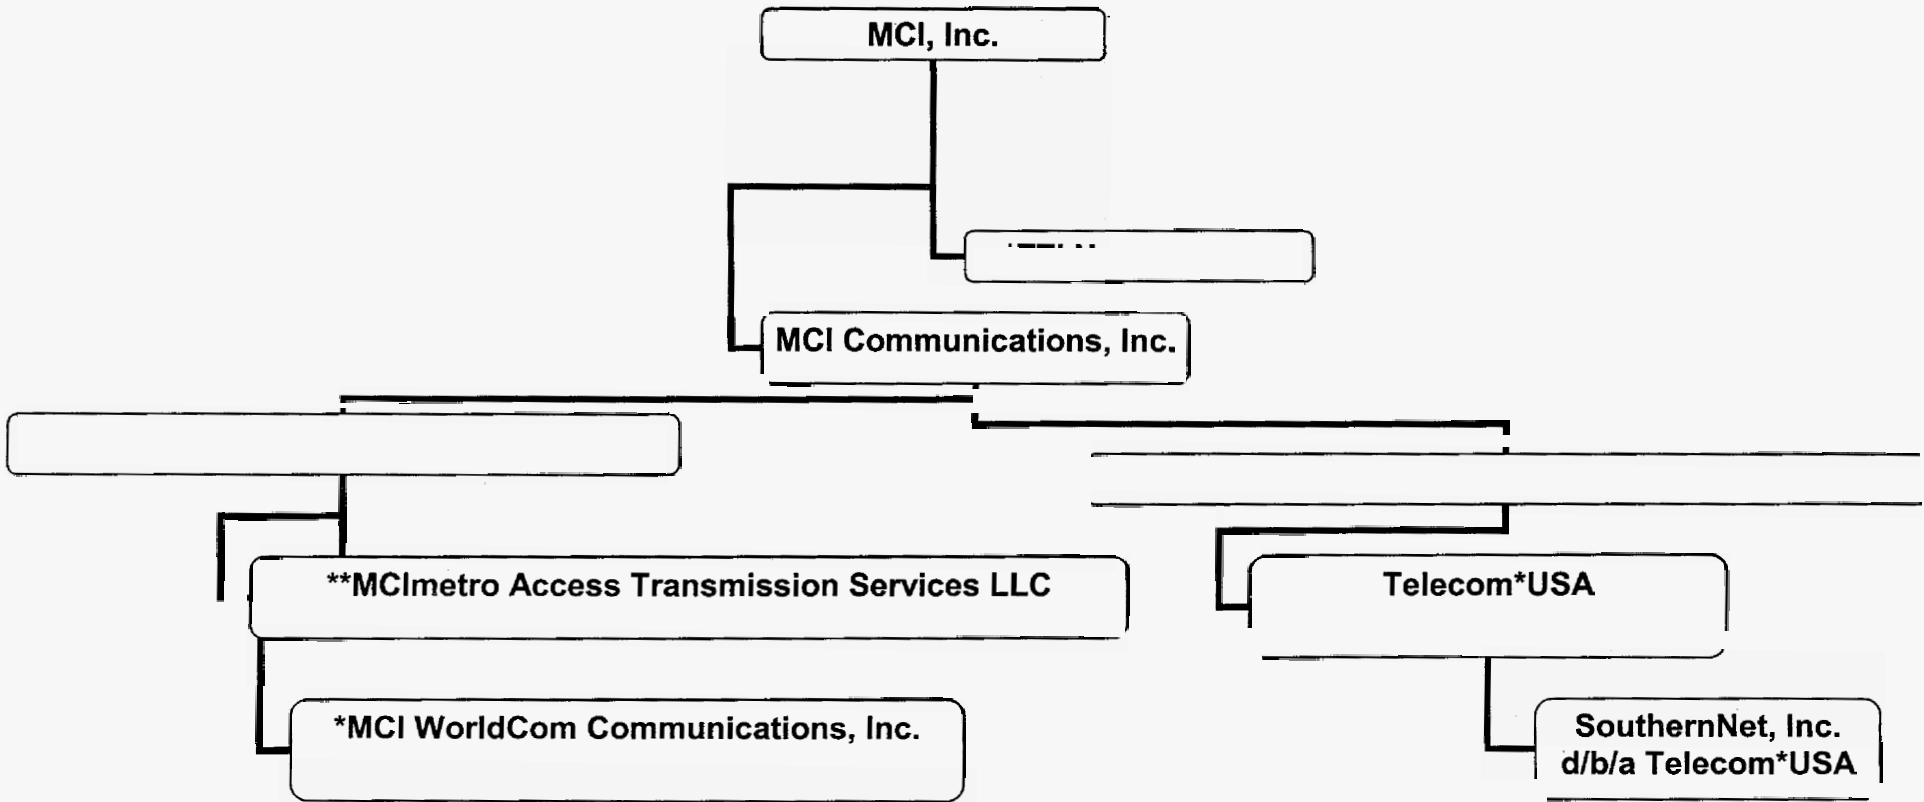 MCI, Inc.
MCI Communications, Inc.
**MCImetro Access Transmission Services LLC
Telecom*USA
*MCI WorldCom Communications, Inc.
SouthernNet, Inc.
d/b/a Telecom*USA